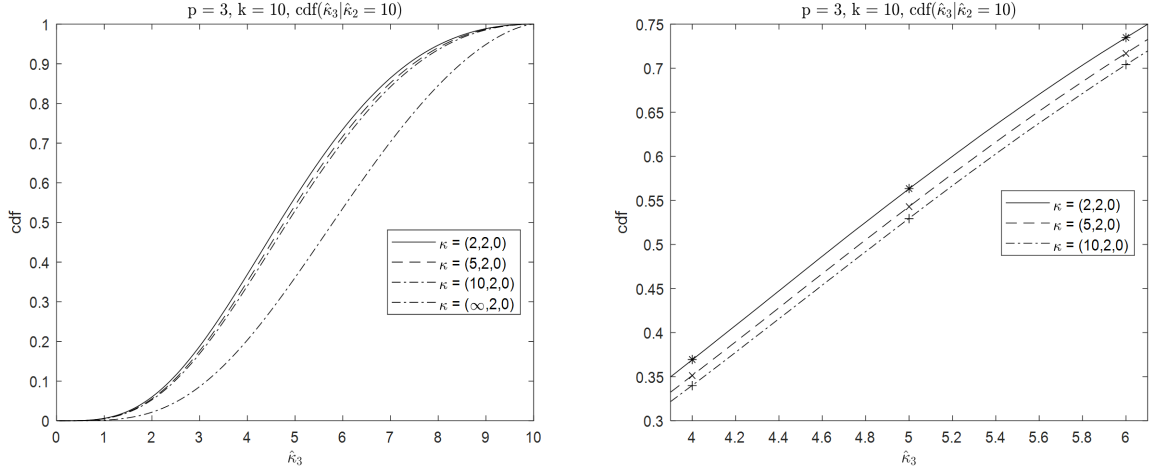 p = 3, k = 10, cdf(κ̂₃|κ̂₂ = 10)
1
0.9
0.8
0.7
0.6
0.5
0.4
0.3
0.2
0.1
0
cdf
κ = (2,2,0)
κ = (5,2,0)
κ = (10,2,0)
κ = (∞,2,0)
0 1 2 3 4 5 6 7 8 9 10
κ̂₃
p = 3, k = 10, cdf(κ̂₃|κ̂₂ = 10)
0.75
0.7
0.65
0.6
0.55
0.5
0.45
0.4
0.35
0.3
cdf
κ = (2,2,0)
κ = (5,2,0)
κ = (10,2,0)
4 4.2 4.4 4.6 4.8 5 5.2 5.4 5.6 5.8 6
κ̂₃